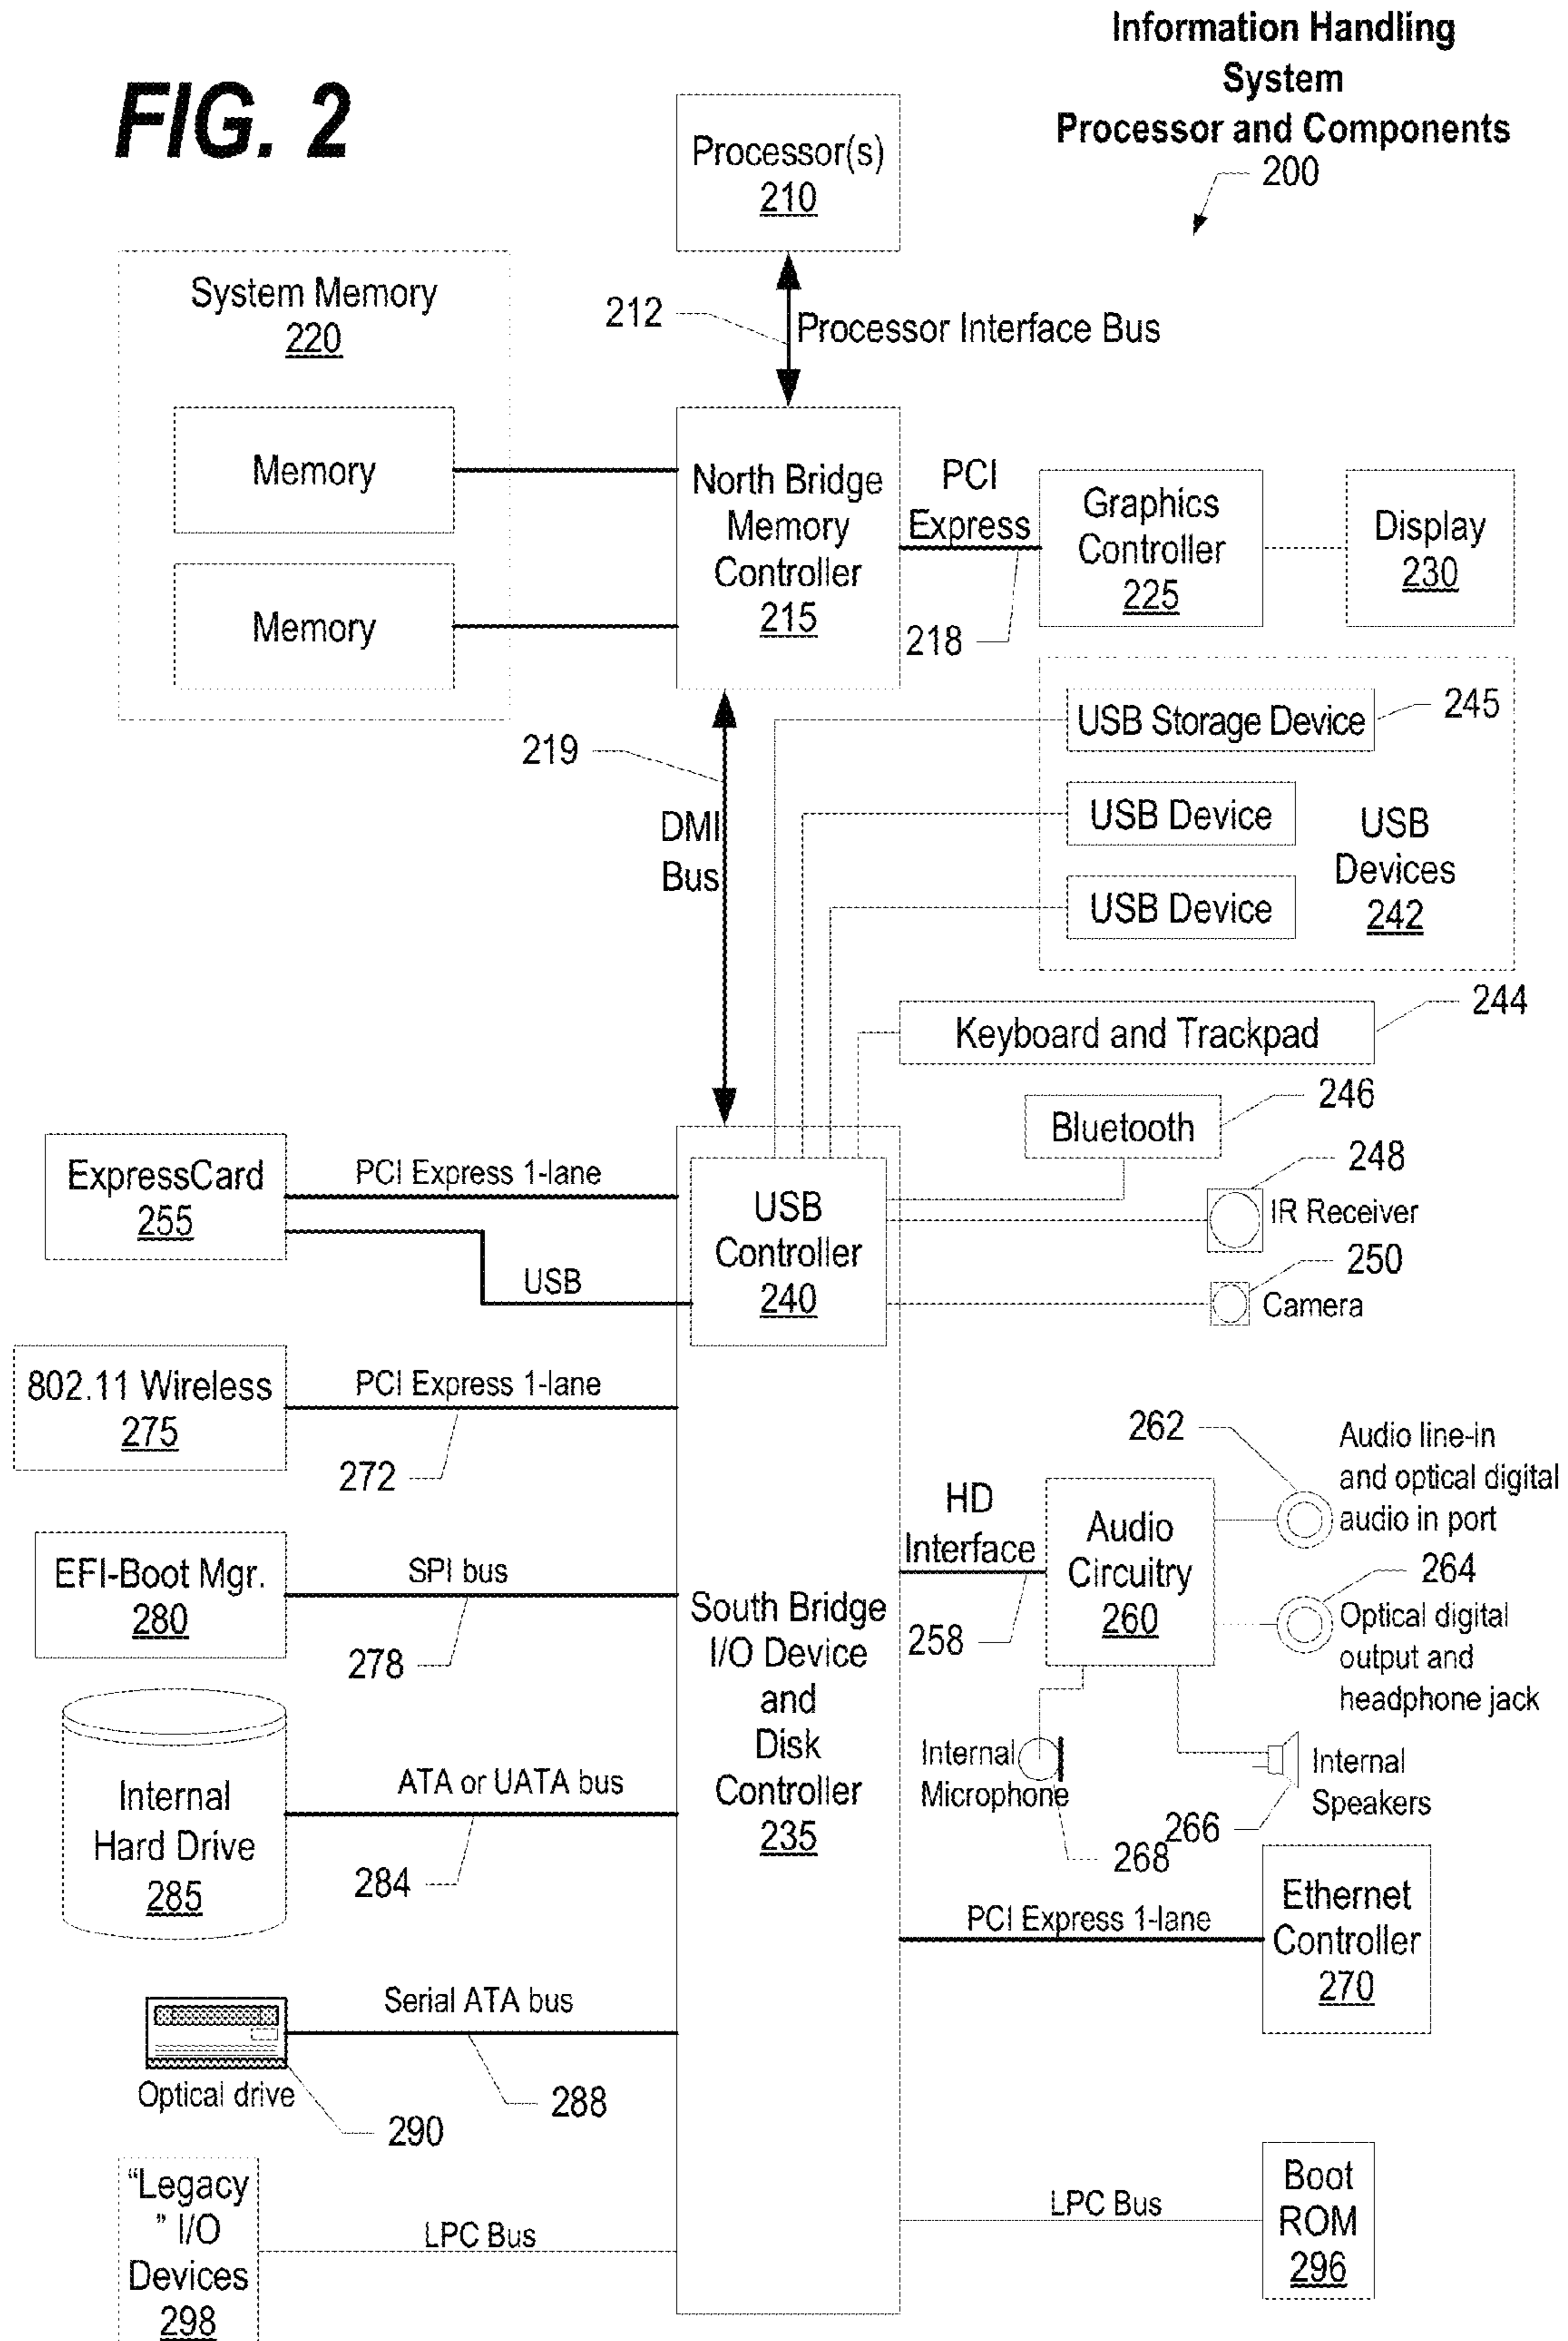 FIG. 2
Information Handling
System
Processor and Components
200
Processor(s)
210
212
Processor Interface Bus
System Memory
220
Memory
Memory
North Bridge
Memory
Controller
215
PCI
Express
218
Graphics
Controller
225
Display
230
219
DMI
Bus
USB Storage Device
245
USB Device
USB Device
USB
Devices
242
Keyboard and Trackpad
244
Bluetooth
246
248
IR Receiver
250
Camera
ExpressCard
255
PCI Express 1-lane
USB
USB
Controller
240
802.11 Wireless
275
PCI Express 1-lane
272
EFI-Boot Mgr.
280
SPI bus
278
South Bridge
I/O Device
and
Disk
Controller
235
HD
Interface
258
Audio
Circuitry
260
262
Audio line-in
and optical digital
audio in port
264
Optical digital
output and
headphone jack
Internal
Microphone
268
266
Internal
Speakers
Internal
Hard Drive
285
ATA or UATA bus
284
PCI Express 1-lane
Ethernet
Controller
270
Serial ATA bus
288
Optical drive
290
“Legacy
” I/O
Devices
298
LPC Bus
LPC Bus
Boot
ROM
296